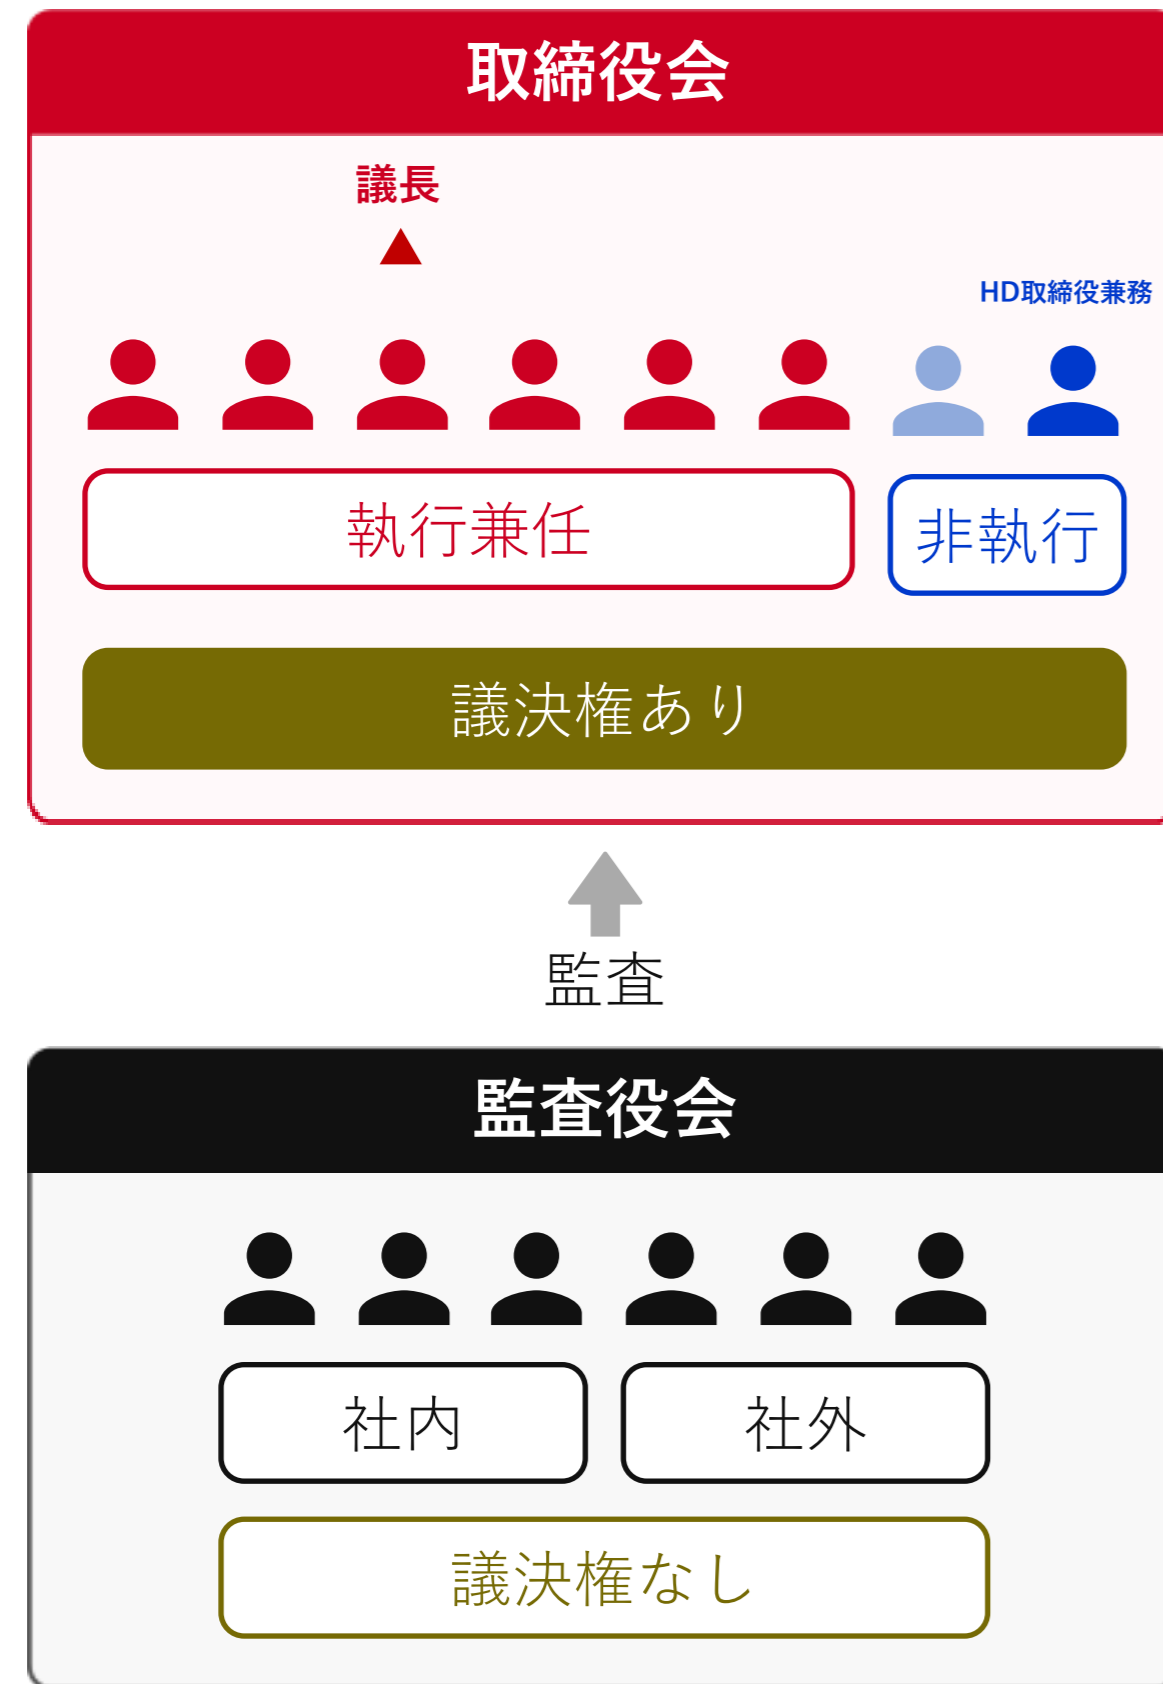 取締役会
議長
HD取締役兼務
執行兼任
非執行
議決権あり
監査
監査役会
社内
社外
議決権なし